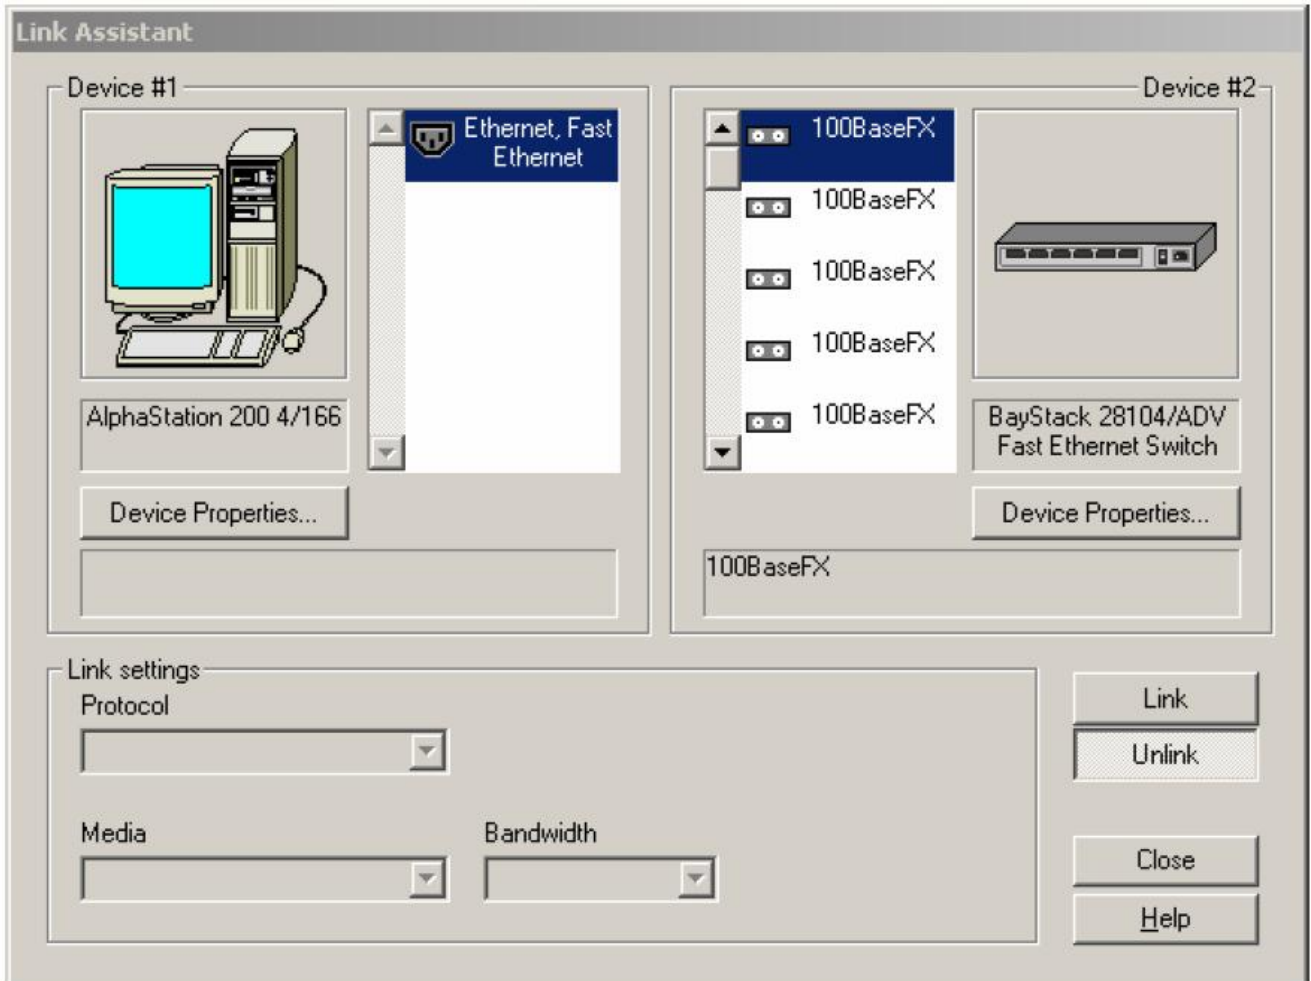 Link Assistant
Device #1
Ethernet, Fast
Ethernet
AlphaStation 200 4/166
Device Properties...
Device #2
100BaseFX
100BaseFX
100BaseFX
100BaseFX
100BaseFX
BayStack 28104/ADV
Fast Ethernet Switch
Device Properties...
100BaseFX
Link settings
Protocol
Media
Bandwidth
Link
Unlink
Close
Help